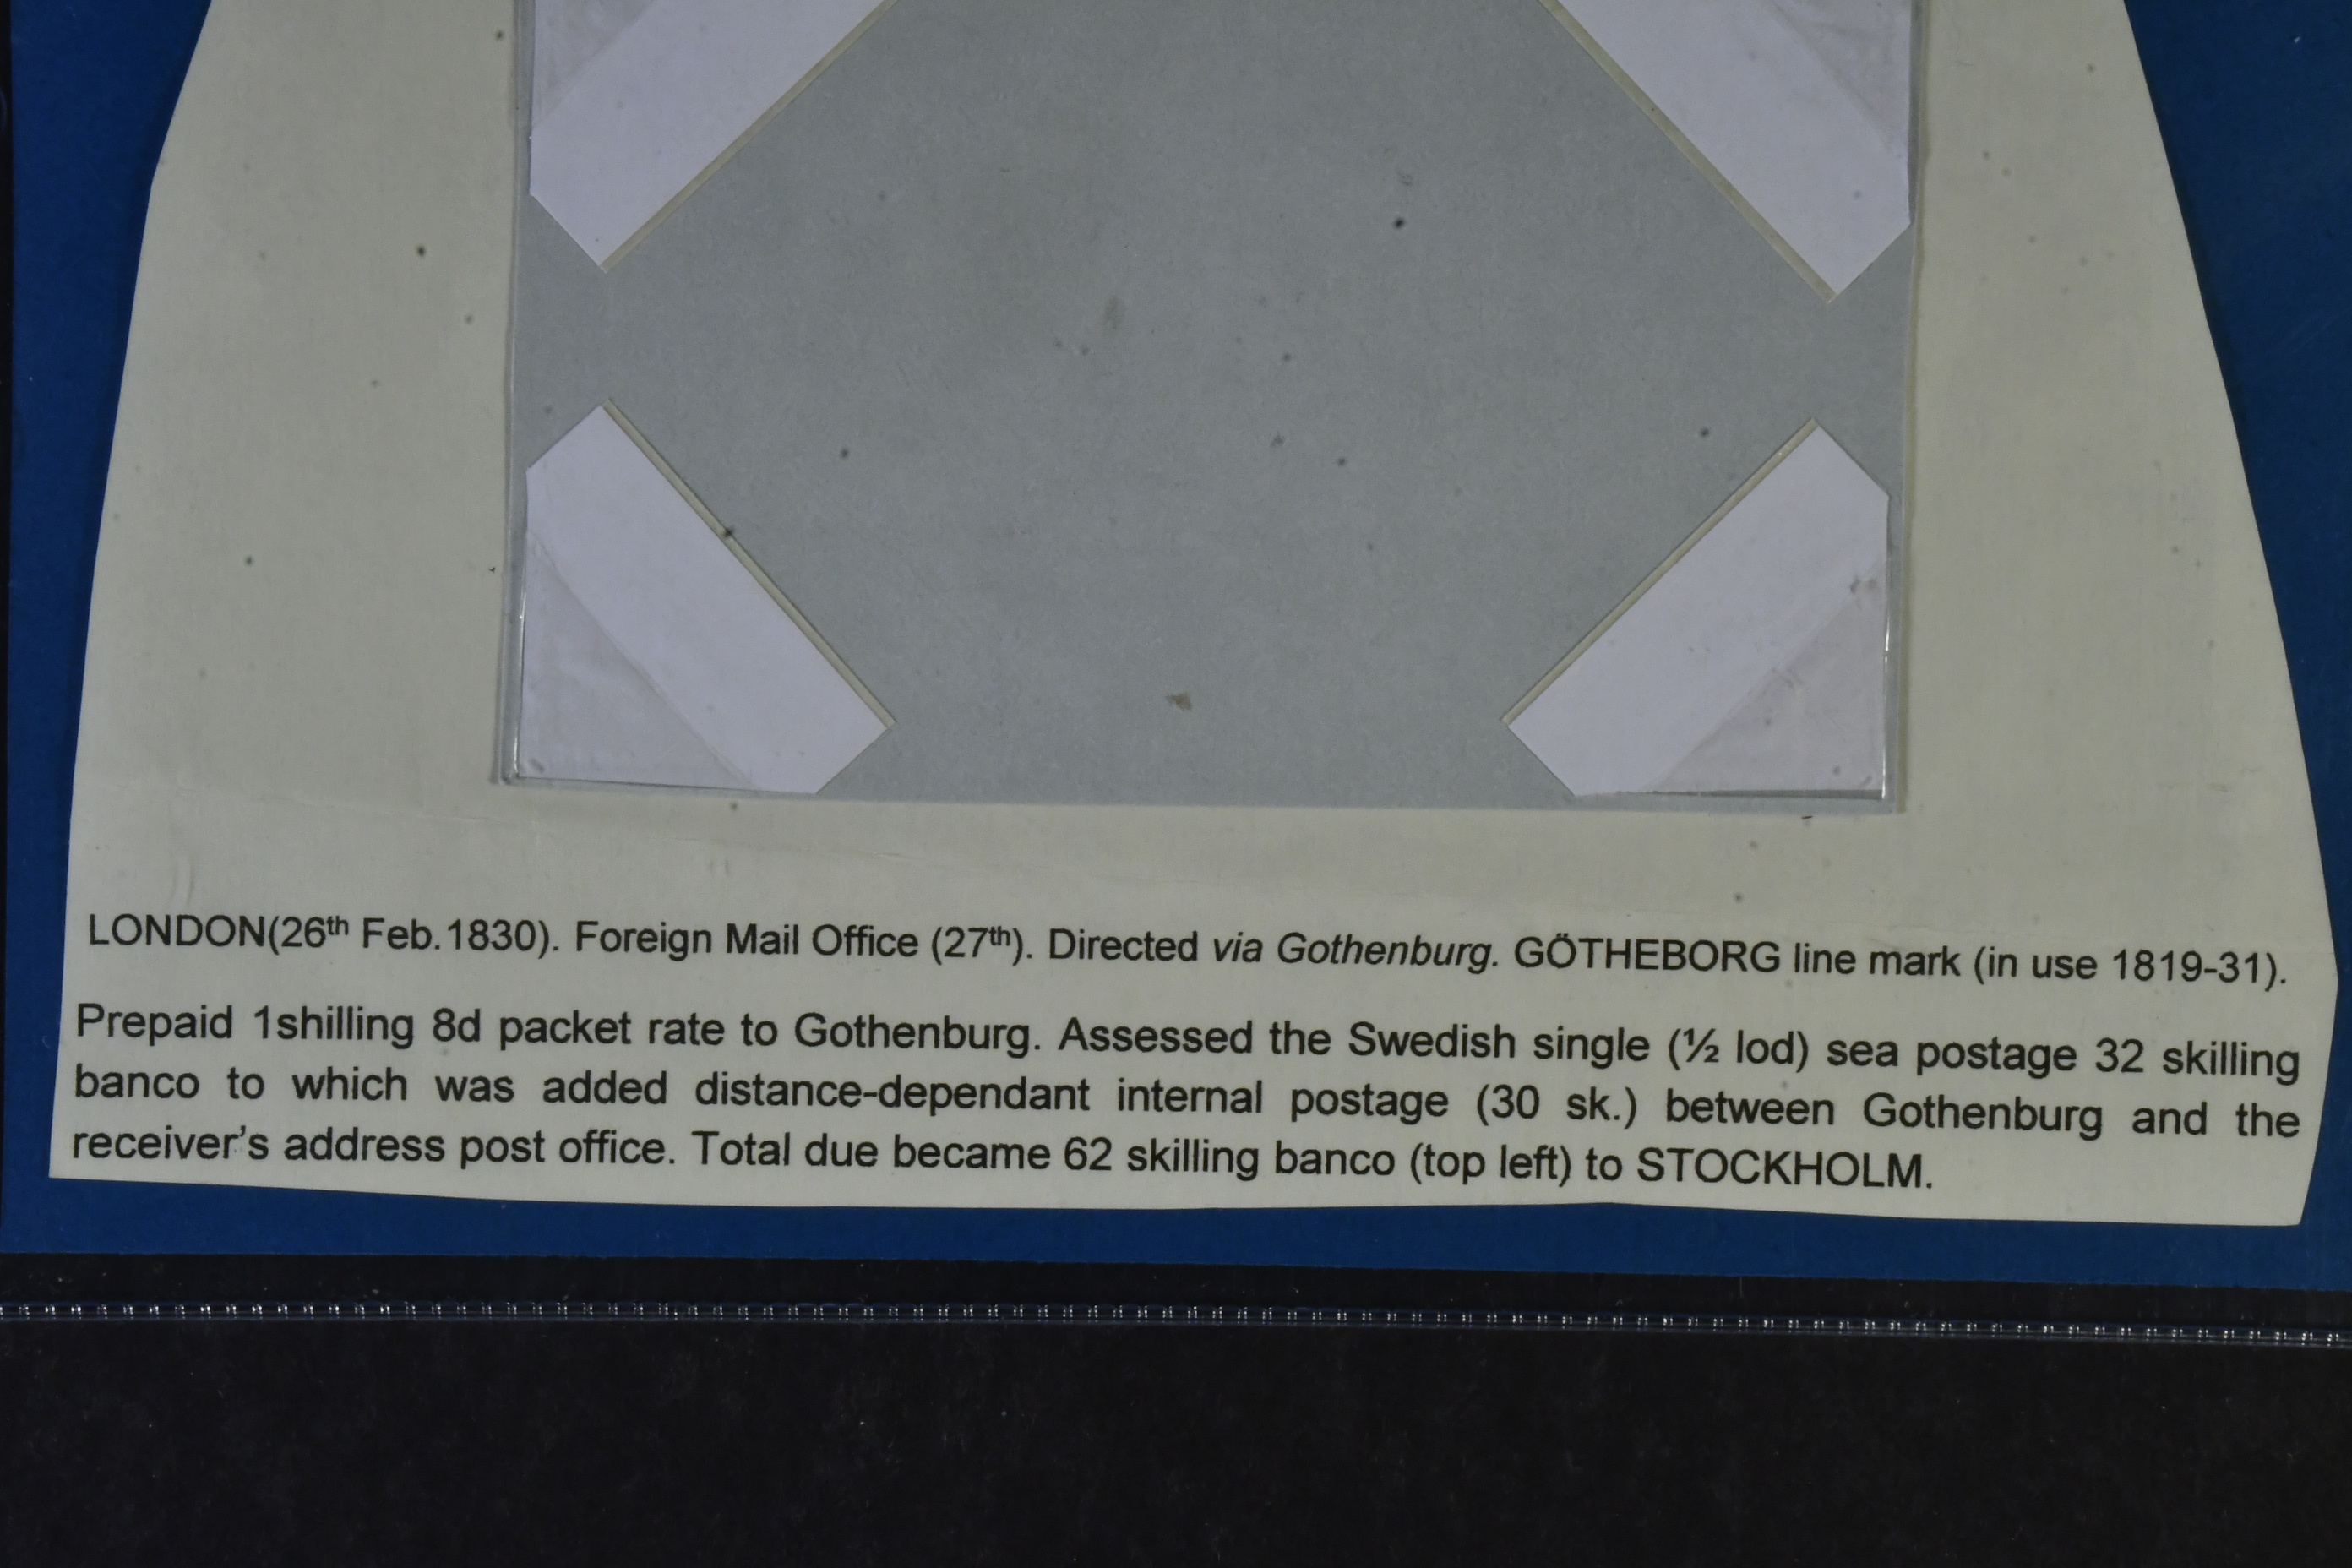 LONDON(26th Feb.1830). Foreign Mail Office (27th). Directed via Gothenburg. GÖTHEBORG line mark (in use 1819-31).
Prepaid 1shilling 8d packet rate to Gothenburg. Assessed the Swedish single (½ lod) sea postage 32 skilling
banco to which was added distance-dependant internal postage (30 sk.) between Gothenburg and the
receiver's address post office. Total due became 62 skilling banco (top left) to STOCKHOLM.